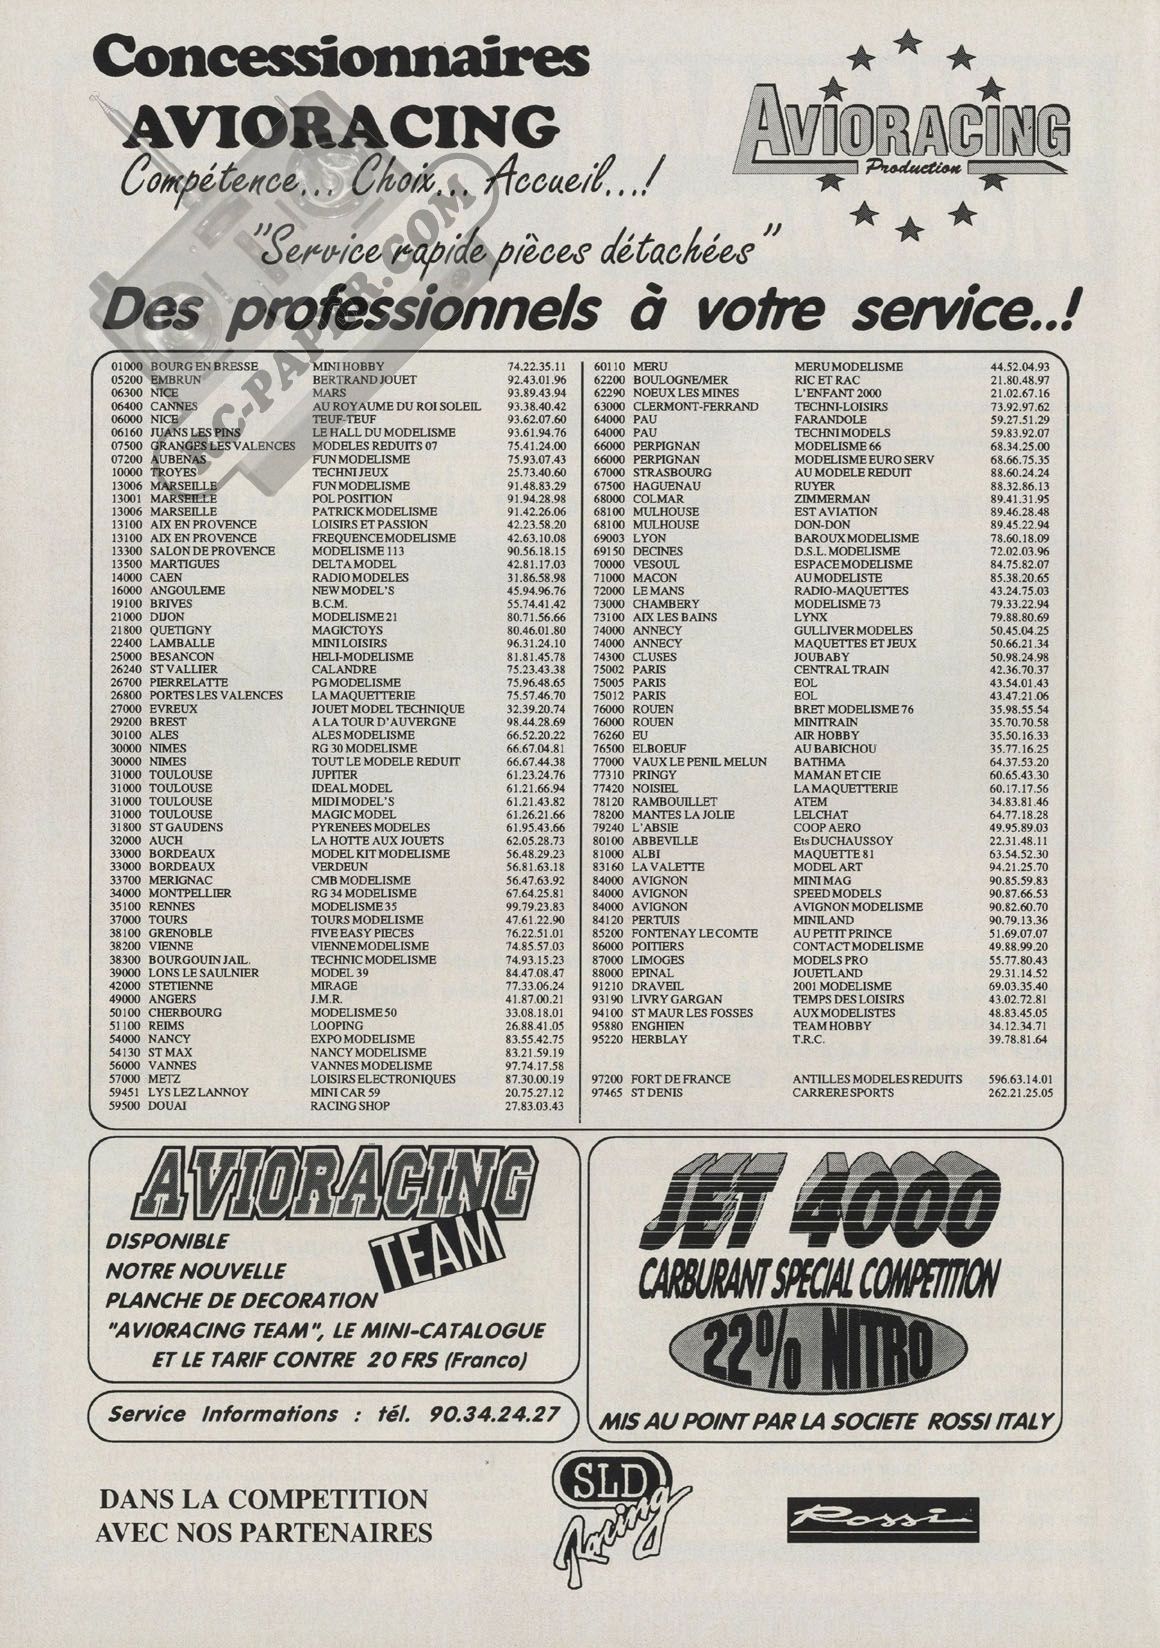 Concessionnaires
AVIORACING
Compétence... Choix... Accueil...!
"Service rapide pièces détachées"
AVIORACING
Production
Des professionnels à votre service..!
01000 BOURG EN BRESSE MINI HOBBY 74.22.35.11
05200 EMBRUN BERTRAND JOUET 92.43.01.96
06300 NICE MARS 93.89.43.94
06400 CANNES AU ROYAUME DU ROI SOLEIL 93.38.40.42
06000 NICE TEUF-TEUF 93.62.07.60
06160 JUANS LES PINS LE HALL DU MODELISME 93.61.94.76
07500 GRANGES LES VALENCES MODELES REDUITS 07 75.41.24.00
07200 AUBENAS FUN MODELISME 75.93.07.43
10000 TROYES TECHNI JEUX 25.73.40.60
13006 MARSEILLE FUN MODELISME 91.48.83.29
13001 MARSEILLE POL POSITION 91.94.28.98
13006 MARSEILLE PATRICK MODELISME 91.42.26.06
13100 AIX EN PROVENCE LOISIRS ET PASSION 42.23.58.20
13100 AIX EN PROVENCE FREQUENCE MODELISME 42.63.10.08
13300 SALON DE PROVENCE MODELISME 113 90.56.18.15
13500 MARTIGUES DELTA MODEL 42.81.17.03
14000 CAEN RADIO MODELES 31.86.58.98
16000 ANGOULEME NEW MODEL'S 45.94.96.76
19100 BRIVES B.C.M. 55.74.41.42
21000 DIJON MODELISME 21 80.71.56.66
21800 QUETIGNY MAGICTOYS 80.46.01.80
22400 LAMBALLE MINI LOISIRS 96.31.24.10
25000 BESANCON HELI-MODELISME 81.81.45.78
26240 ST VALLIER CALANDRE 75.23.43.38
26700 PIERRELATTE PG MODELISME 75.96.48.65
26800 PORTES LES VALENCES LA MAQUETTERIE 75.57.46.70
27000 EVREUX JOUET MODEL TECHNIQUE 32.39.20.74
29200 BREST A LA TOUR D'AUVERGNE 98.44.28.69
30100 ALES ALES MODELISME 66.52.20.22
30000 NIMES RG 30 MODELISME 66.67.04.81
30000 NIMES TOUT LE MODELE REDUIT 66.67.44.38
31000 TOULOUSE JUPITER 61.23.24.76
31000 TOULOUSE IDEAL MODEL 61.21.66.94
31000 TOULOUSE MIDI MODEL'S 61.21.43.82
31000 TOULOUSE MAGIC MODEL 61.26.21.66
31800 ST GAUDENS PYRENEES MODELES 61.95.43.66
32000 AUCH LA HOTTE AUX JOUETS 62.05.28.73
33000 BORDEAUX MODEL KIT MODELISME 56.48.29.23
33000 BORDEAUX VERDEUN 56.81.63.18
33700 MERIGNAC CMB MODELISME 56.47.63.92
34000 MONTPELLIER RG 34 MODELISME 67.64.25.81
35100 RENNES MODELISME 35 99.79.23.83
37000 TOURS TOURS MODELISME 47.61.22.90
38100 GRENOBLE FIVE EASY PIECES 76.22.51.01
38200 VIENNE VIENNE MODELISME 74.85.57.03
38300 BOURGOUIN JAIL. TECHNIC MODELISME 74.93.15.23
39000 LONS LE SAULNIER MODEL 39 84.47.08.47
42000 ST ETIENNE MIRAGE 77.33.06.24
49000 ANGERS J.M.R. 41.87.00.21
50100 CHERBOURG MODELISME 50 33.08.18.01
51100 REIMS LOOPING 26.88.41.05
54000 NANCY EXPO MODELISME 83.55.42.75
54130 ST MAX NANCY MODELISME 83.21.59.19
56000 VANNES VANNES MODELISME 97.74.17.58
57000 METZ LOISIRS ELECTRONIQUES 87.30.00.19
59451 LYS LEZ LANNOY MINI CAR 59 20.75.27.12
59500 DOUAI RACING SHOP 27.83.03.43
60110 MERU MERU MODELISME 44.52.04.93
62200 BOULOGNE/MER RIC ET RAC 21.80.48.97
62290 NOEUX LES MINES L'ENFANT 2000 21.02.67.16
63000 CLERMONT-FERRAND TECHNI-LOISIRS 73.92.97.62
64000 PAU FARANDOLE 59.27.51.29
64000 PAU TECHNI MODELS 59.83.92.07
66000 PERPIGNAN MODELISME 66 68.34.25.00
66000 PERPEGNAN MODELISME EURO SERV 68.66.75.35
67000 STRASBOURG AU MODELE REDUIT 88.60.24.24
67500 HAGUENAU RUYER 88.32.86.13
68000 COLMAR ZIMMERMAN 89.41.31.95
68100 MULHOUSE EST AVIATION 89.46.28.48
68100 MULHOUSE DON-DON 89.45.22.94
69003 LYON BAROUX MODELISME 78.60.18.09
69150 DECINES D.S.L. MODELISME 72.02.03.96
70000 VESOUL ESPACE MODELISME 84.75.82.07
71000 MACON AU MODELISTE 85.38.20.65
72000 LE MANS RADIO-MAQUETTES 43.24.75.03
73000 CHAMBERY MODELISME 73 79.33.22.94
73100 AIX LES BAINS LYNX 79.88.80.69
74000 ANNECY GULLIVER MODELES 50.45.04.25
74000 ANNECY MAQUETTES ET JEUX 50.66.21.34
74300 CLUSES JOUBABY 50.98.24.98
75002 PARIS CENTRAL TRAIN 42.36.70.37
75005 PARIS EOL 43.54.01.43
75012 PARIS EOL 43.47.21.06
76000 ROUEN BRET MODELISME 76 35.98.55.54
76000 ROUEN MINITRAIN 35.70.70.58
76260 EU AIR HOBBY 35.50.16.33
76500 ELBOEUF AU BABICHOU 35.77.16.25
77000 VAUX LE PENIL MELUN BATHMA 64.37.53.20
77310 PRINGY MAMAN ET CIE 60.65.43.30
77420 NOISIEL LA MAQUETTERIE 60.17.17.56
78120 RAMBOUILLET ATEM 34.83.81.46
78200 MANTES LA JOLIE LELCHAT 64.77.18.28
79240 L'ABSIE COOP AERO 49.95.89.03
80100 ABBEVILLE Ets DUCHAUSSOY 22.31.48.11
81000 ALBI MAQUETTE 81 63.54.52.30
83160 LA VALETTE MODEL ART 94.21.25.70
84000 AVIGNON MINI MAG 90.85.59.83
84000 AVIGNON SPEED MODELS 90.87.66.53
84000 AVIGNON AVIGNON MODELISME 90.82.60.70
84120 PERTUIS MINILAND 90.79.13.36
85200 FONTENAY LE COMTE AU PETIT PRINCE 51.69.07.07
86000 POITIERS CONTACT MODELISME 49.88.99.20
87000 LIMOGES MODELS PRO 55.77.80.43
88000 EPINAL JOUETLAND 29.31.14.52
91210 DRAVEIL 2001 MODELISME 69.03.35.40
93190 LIVRY GARGAN TEMPS DES LOISIRS 43.02.72.81
94100 ST MAUR LES FOSSES AUX MODELISTES 48.83.45.05
95880 ENGHIEN TEAM HOBBY 34.12.34.71
95220 HERBLAY T.R.C. 39.78.81.64
97200 FORT DE FRANCE ANTILLES MODELES REDUITS 596.63.14.01
97465 ST DENIS CARRERE SPORTS 262.21.25.05
AVIORACING
TEAM
DISPONIBLE
NOTRE NOUVELLE
PLANCHE DE DECORATION
"AVIORACING TEAM", LE MINI-CATALOGUE
ET LE TARIF CONTRE 20 FRS (Franco)
Service Informations : tél. 90.34.24.27
JET 4000
CARBURANT SPECIAL COMPETITION
22% NITRO
MIS AU POINT PAR LA SOCIETE ROSSI ITALY
DANS LA COMPETITION
AVEC NOS PARTENAIRES
SLD
Racing
Rossi
RC-PAPER.COM